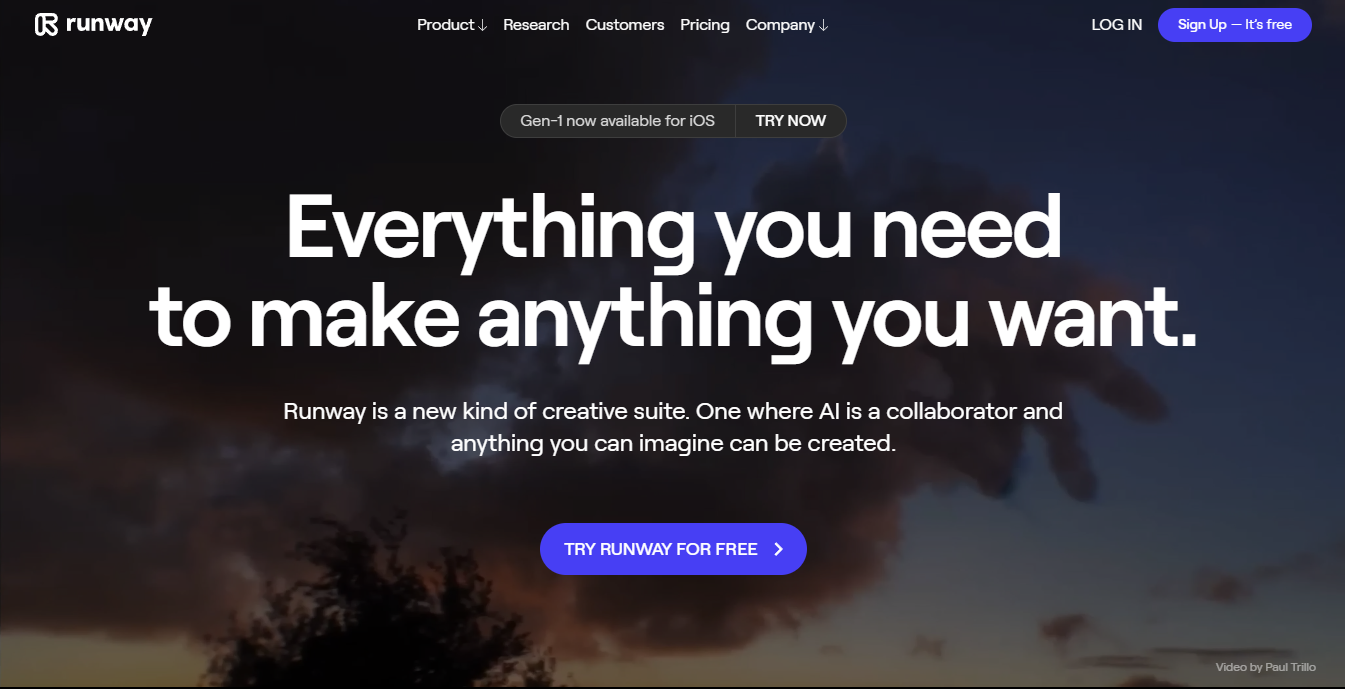 runway
Product ↓ Research Customers Pricing Company ↓
LOG IN
Sign Up — It's free
Gen-1 now available for iOS
TRY NOW
Everything you need
to make anything you want.
Runway is a new kind of creative suite. One where AI is a collaborator and
anything you can imagine can be created.
TRY RUNWAY FOR FREE
Video by Paul Trillo